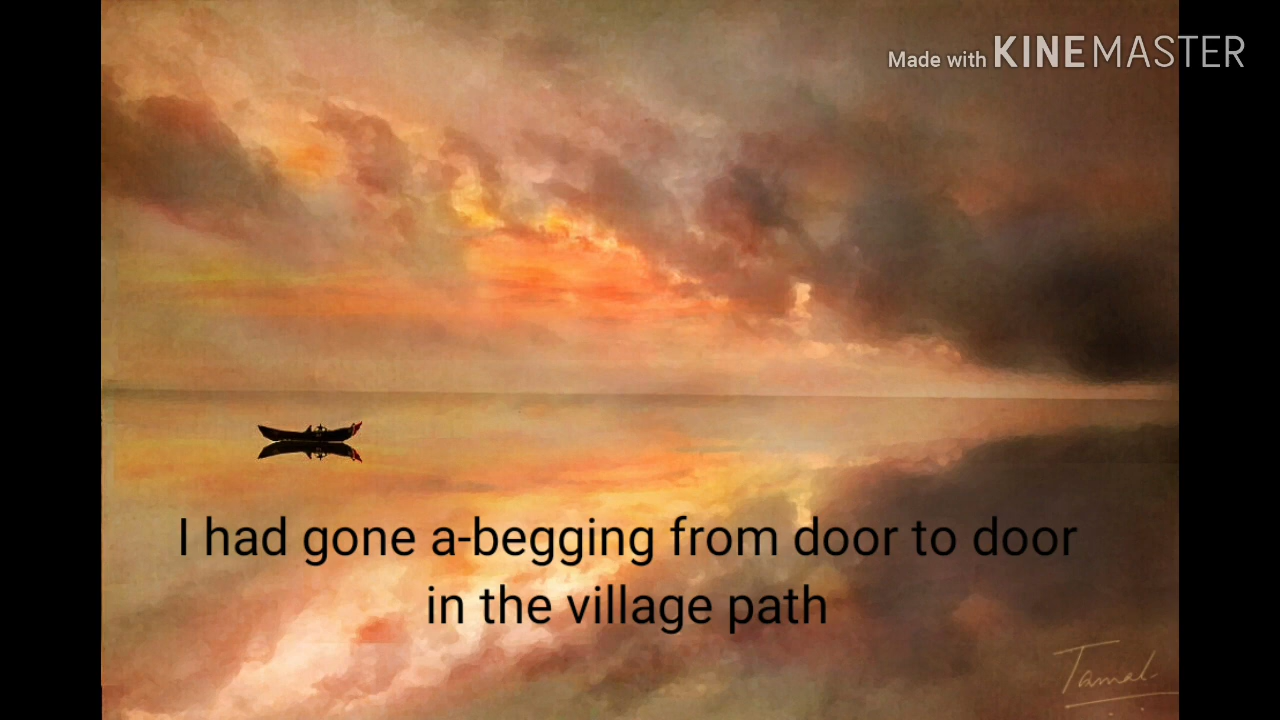 Made with KINEMASTER
I had gone a-begging from door to door
in the village path
Tamal